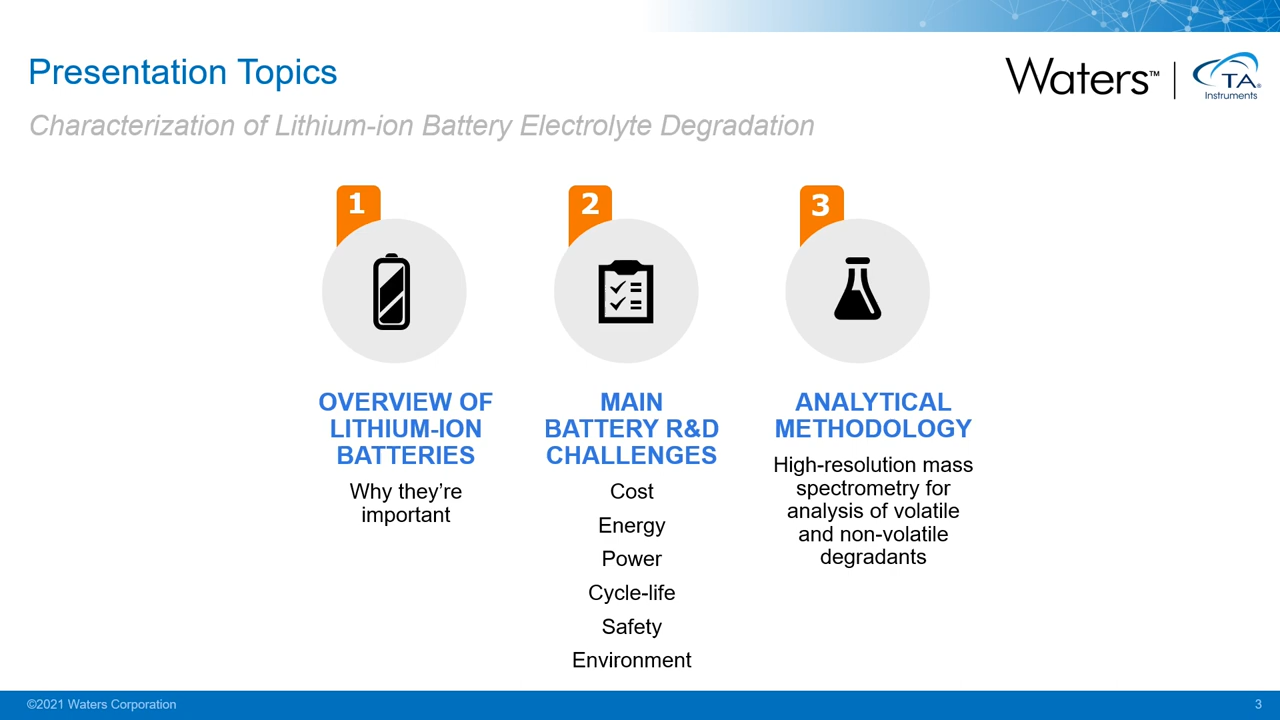 Presentation Topics
Waters™
TA®
Instruments
Characterization of Lithium-ion Battery Electrolyte Degradation
1
OVERVIEW OF
LITHIUM-ION
BATTERIES
Why they’re
important
2
MAIN
BATTERY R&D
CHALLENGES
Cost
Energy
Power
Cycle-life
Safety
Environment
3
ANALYTICAL
METHODOLOGY
High-resolution mass
spectrometry for
analysis of volatile
and non-volatile
degradants
©2021 Waters Corporation
3